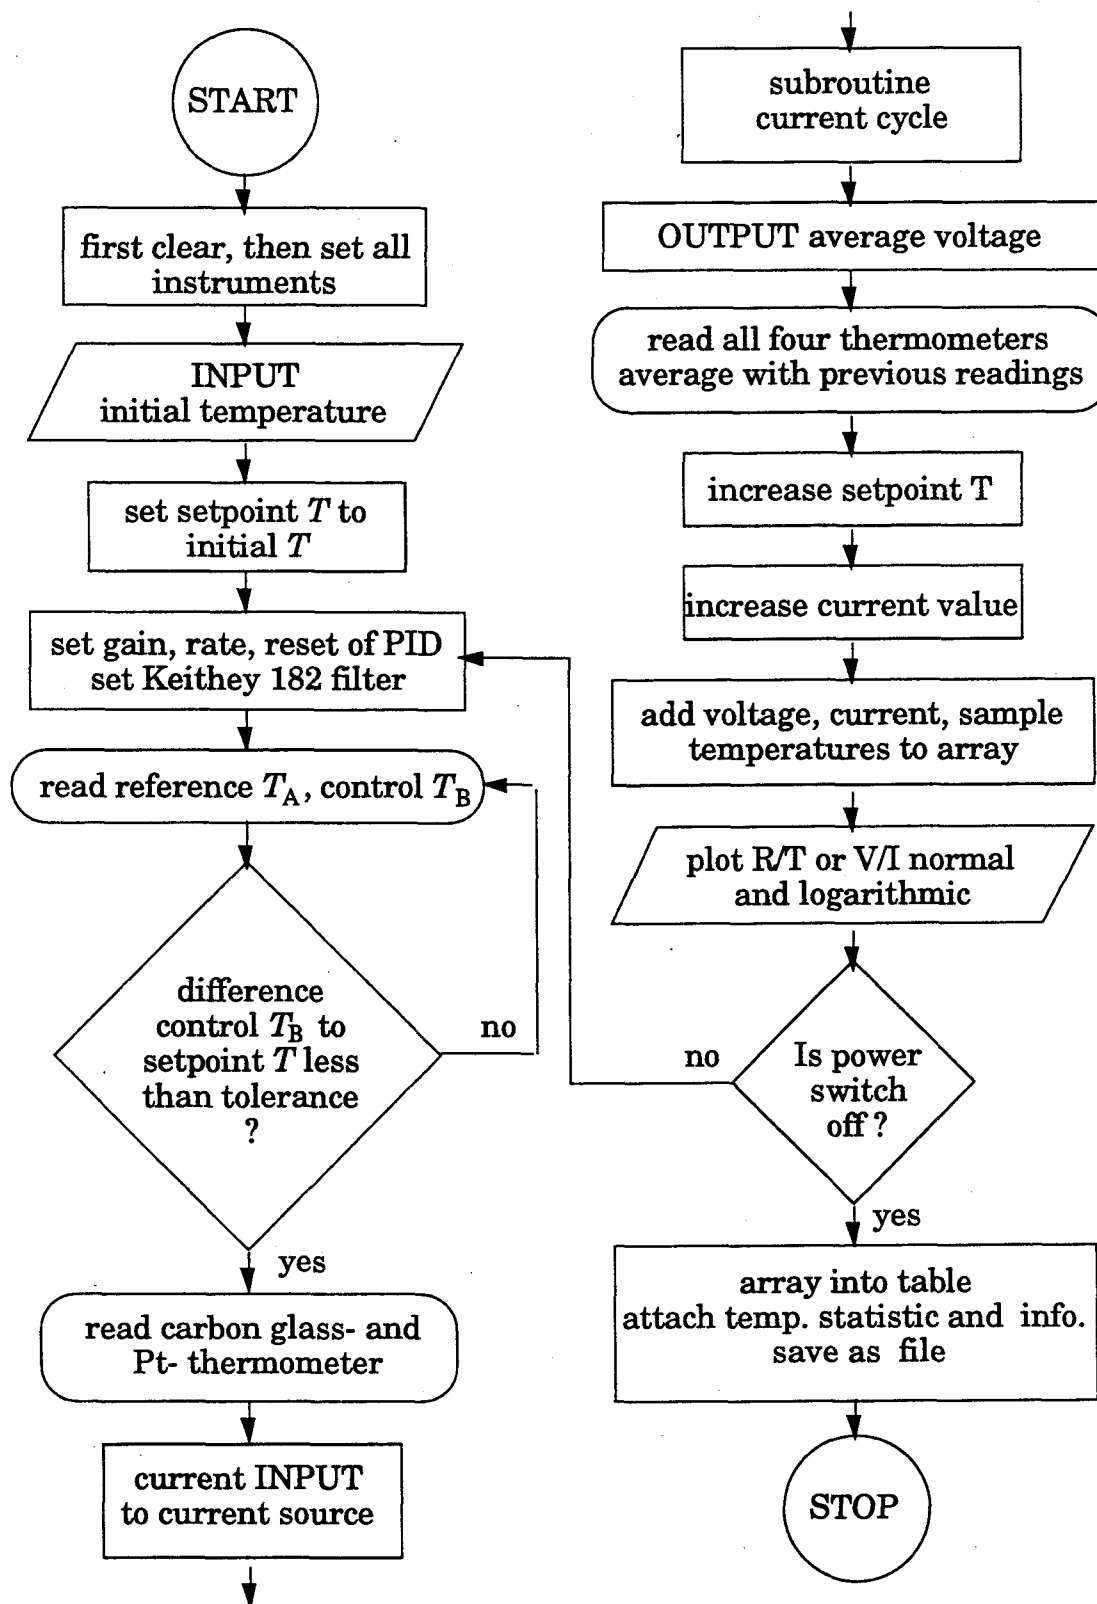 START
first clear, then set all
instruments
INPUT
initial temperature
set setpoint T to
initial T
set gain, rate, reset of PID
set Keithey 182 filter
read reference T_A, control T_B
difference
control T_B to
setpoint T less
than tolerance
?
no
yes
read carbon glass- and
Pt- thermometer
current INPUT
to current source
subroutine
current cycle
OUTPUT average voltage
read all four thermometers
average with previous readings
increase setpoint T
increase current value
add voltage, current, sample
temperatures to array
plot R/T or V/I normal
and logarithmic
Is power
switch
off ?
no
yes
array into table
attach temp. statistic and info.
save as file
STOP